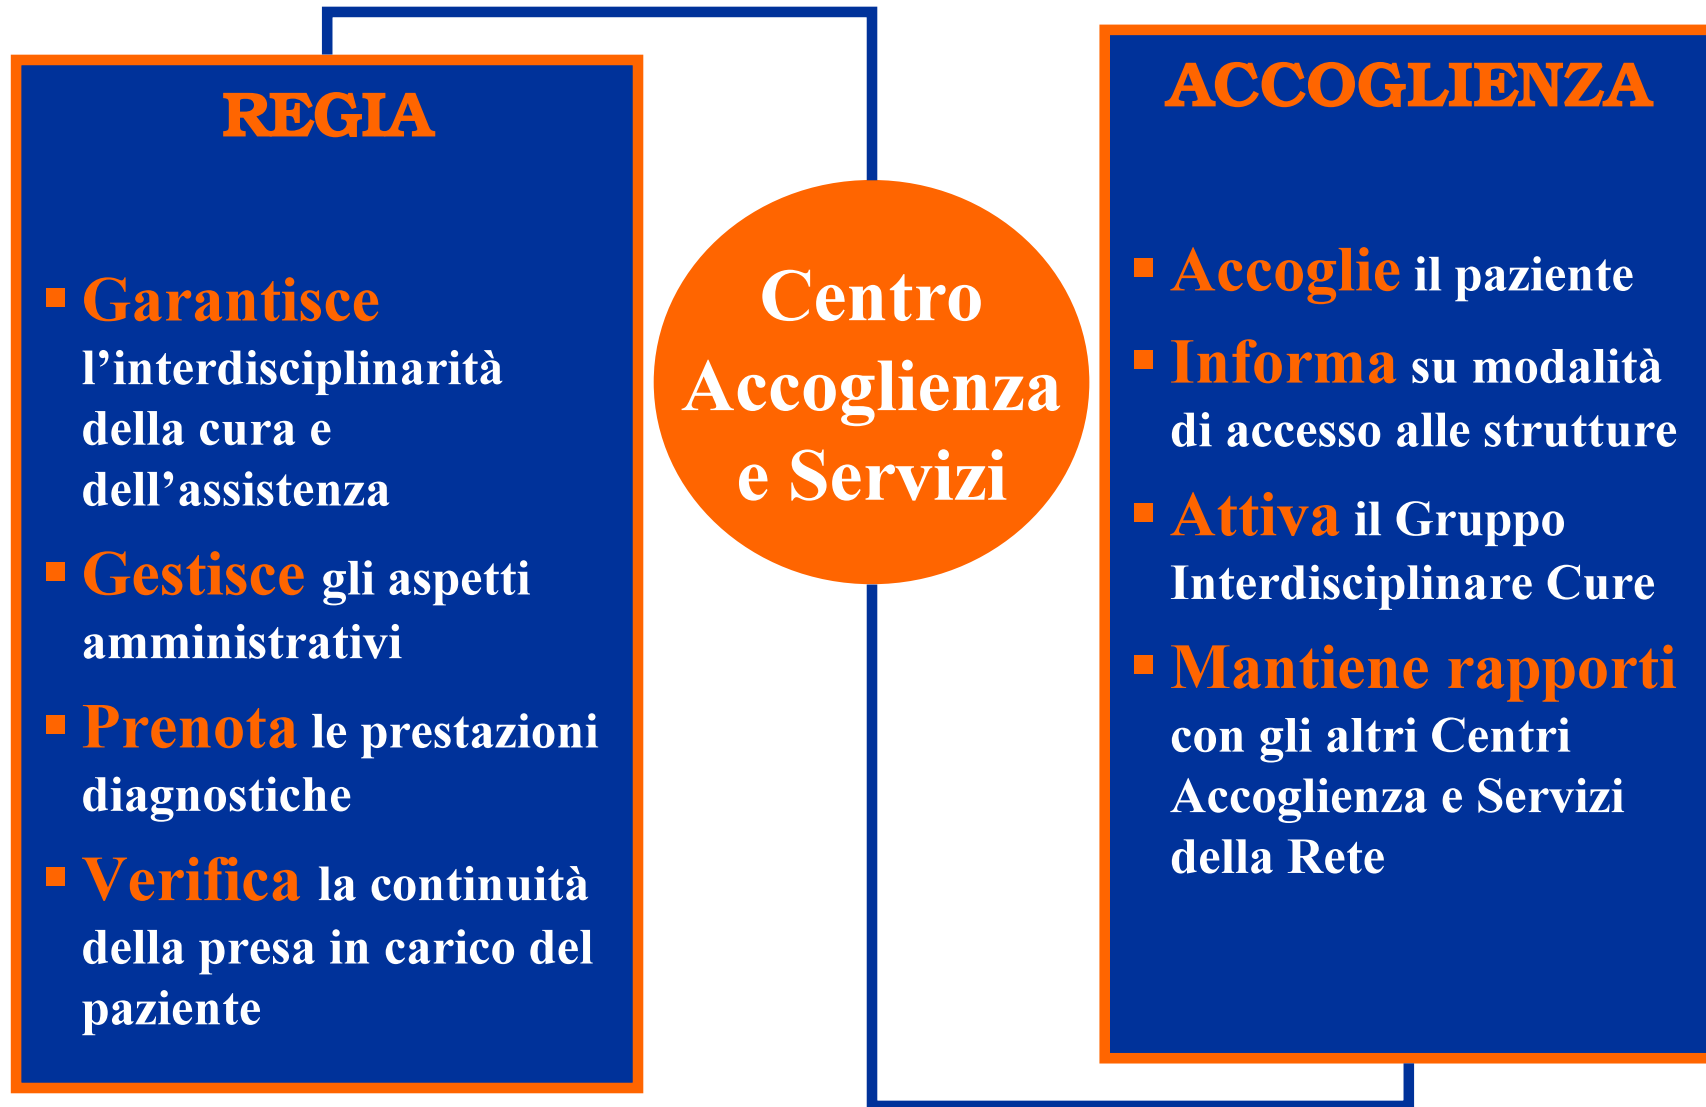 REGIA
Garantisce
l’interdisciplinarità
della cura e
dell’assistenza
Gestisce gli aspetti
amministrativi
Prenota le prestazioni
diagnostiche
Verifica la continuità
della presa in carico del
paziente
Centro
Accoglienza
e Servizi
ACCOGLIENZA
Accoglie il paziente
Informa su modalità
di accesso alle strutture
Attiva il Gruppo
Interdisciplinare Cure
Mantiene rapporti
con gli altri Centri
Accoglienza e Servizi
della Rete